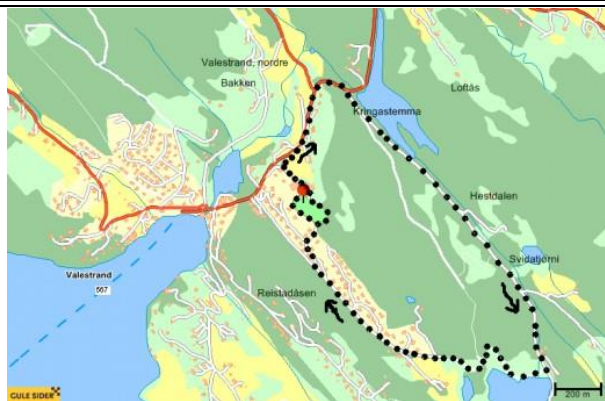 Valestrand, nordre
Bakken
Loftås
Kringastemma
Hestdalen
Svidatjørni
Valestrand
567
Reistadåsen
GULE SIDER
200 m